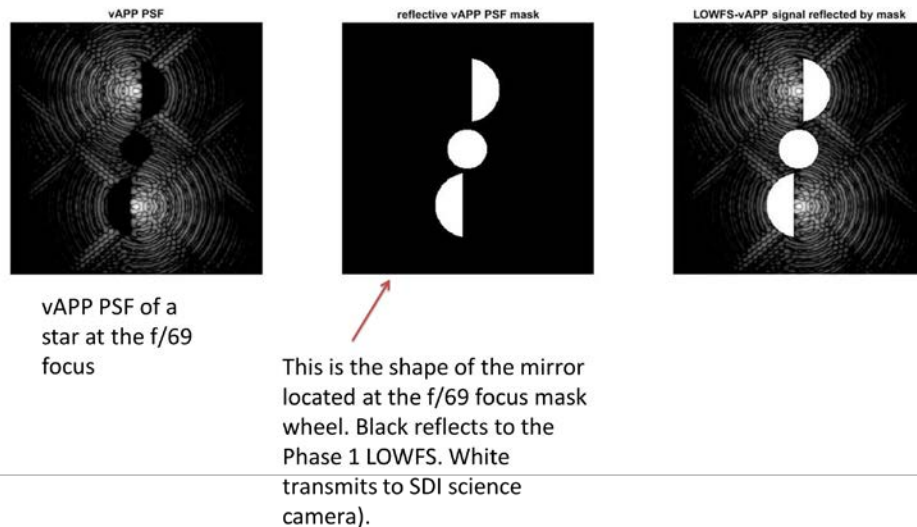 vAPP PSF
reflective vAPP PSF mask
LOWFS-vAPP signal reflected by mask
vAPP PSF of a
star at the f/69
focus
This is the shape of the mirror
located at the f/69 focus mask
wheel. Black reflects to the
Phase 1 LOWFS. White
transmits to SDI science
camera).